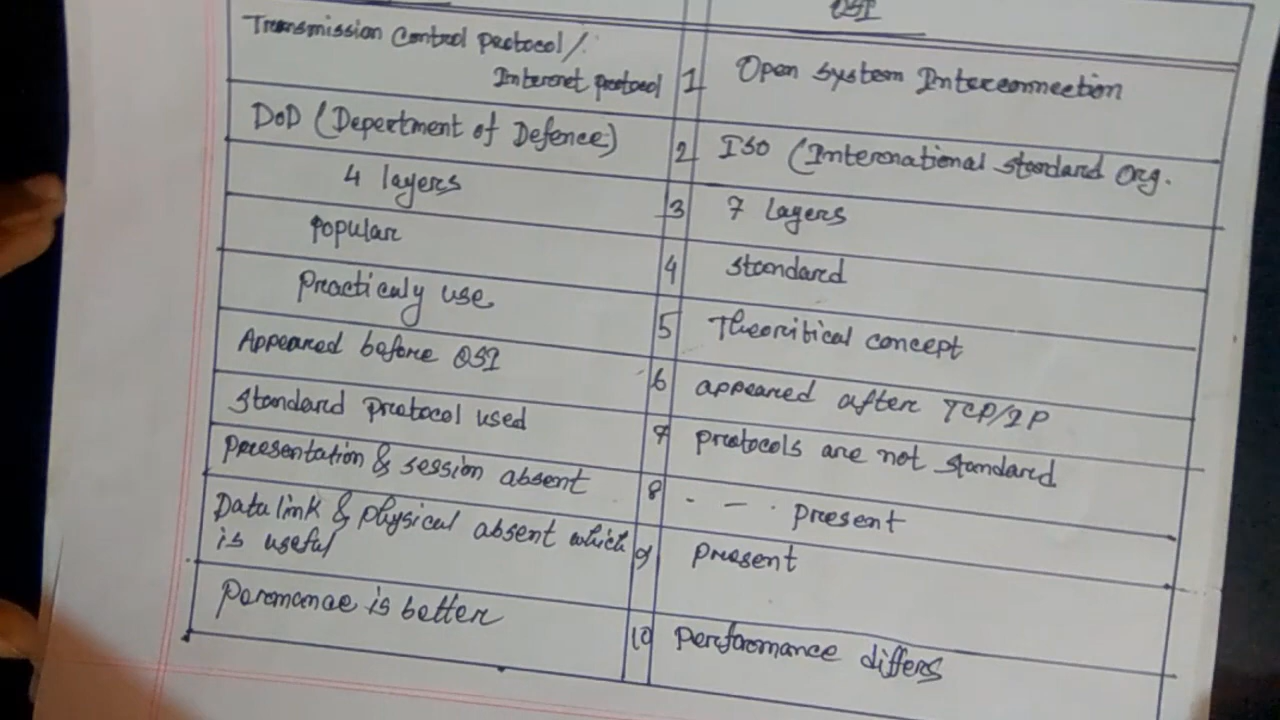 OSI
Transmission Control Protocol/
Internet protocol
1
Open system Interconnection
DoD (Depertment of Defence)
2
ISO (International standard Org.
4 layers
3
7 Layers
popular
4
standard
Practicaly use
5
Theoritical concept
Appeared before OSI
6
appeared after TCP/IP
Standard protocol used
7
protocols are not standard
presentation & session absent
8
- - . present
Data link & physical absent which
is useful
9
present
Peromance is better
10
performance differs